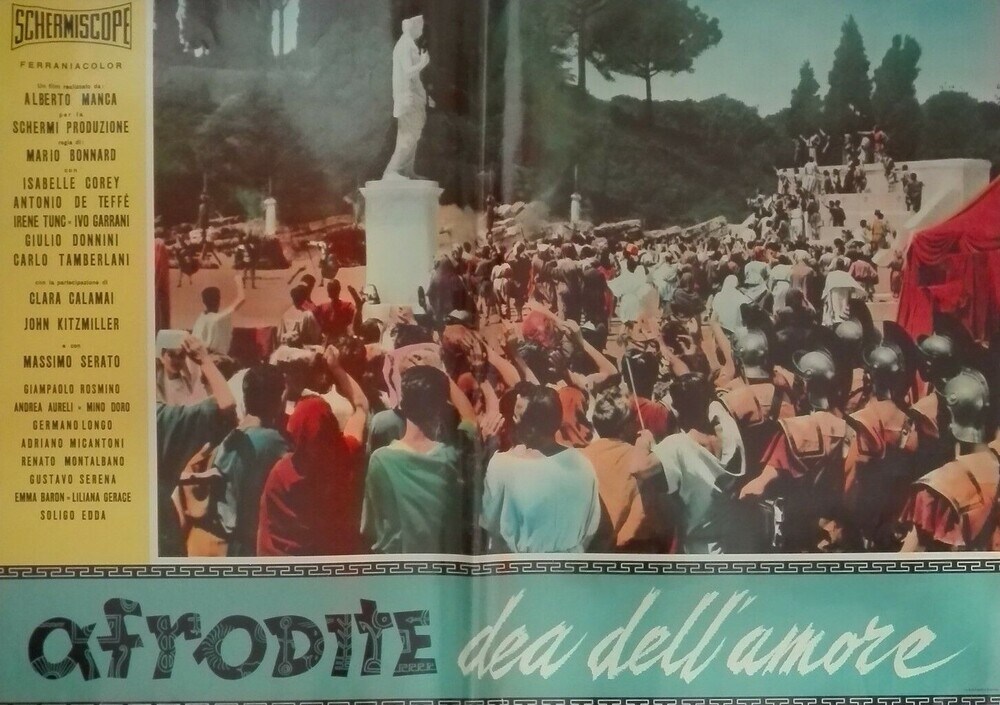 SCHERMISCOPE
FERRANIACOLOR
Un film realizzato da:
ALBERTO MANCA
per la
SCHERMI PRODUZIONE
regia di:
MARIO BONNARD
con
ISABELLE COREY
ANTONIO DE TEFFÈ
IRENE TUNC - IVO GARRANI
GIULIO DONNINI
CARLO TAMBERLANI
con la partecipazione di
CLARA CALAMAI
JOHN KITZMILLER
e con
MASSIMO SERATO
GIAMPAOLO ROSMINO
ANDREA AURELI - MINO DORO
GERMANO LONGO
ADRIANO MICANTONI
RENATO MONTALBANO
GUSTAVO SERENA
EMMA BARON - LILIANA GERACE
SOLIGO EDDA
afrodite dea dell'amore